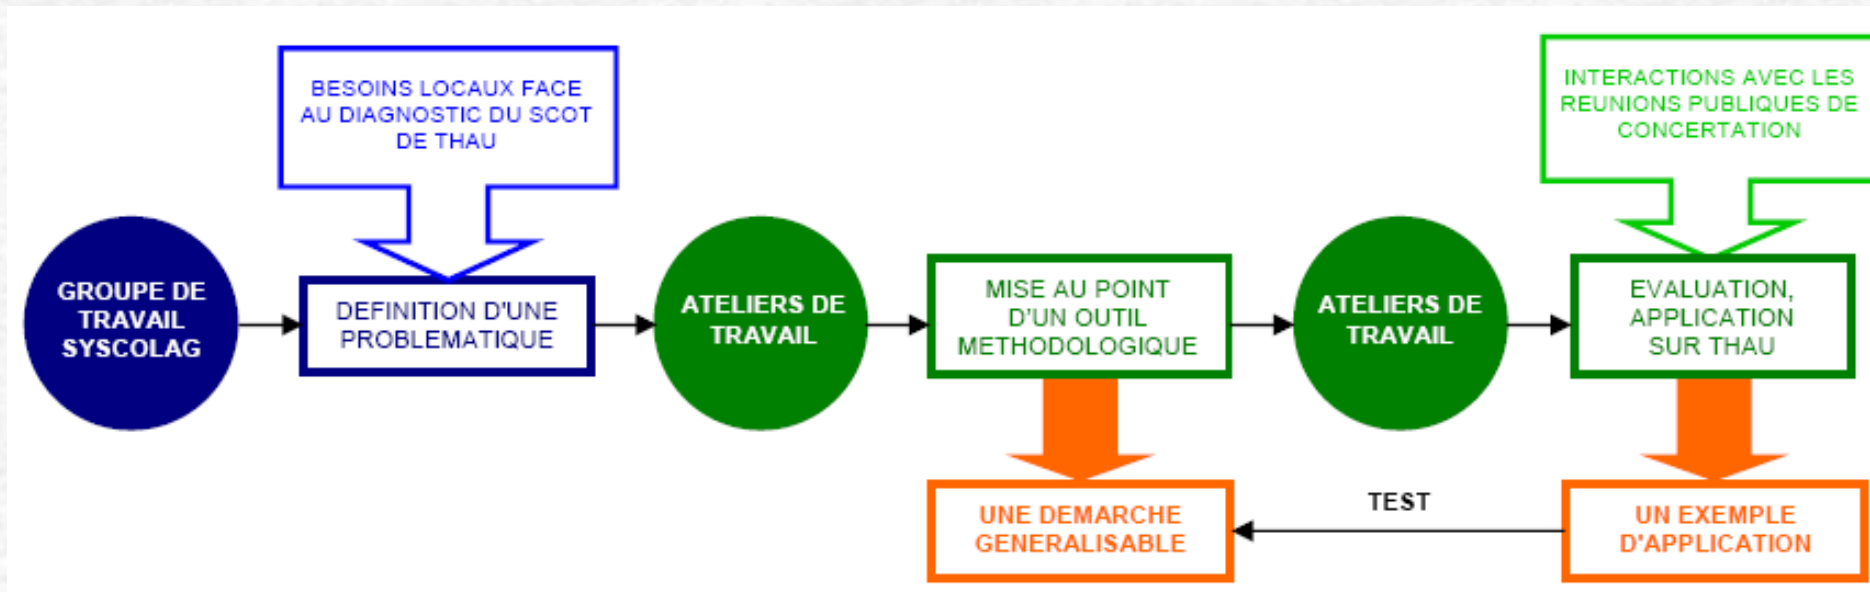 BESOINS LOCAUX FACE
AU DIAGNOSTIC DU SCOT
DE THAU
INTERACTIONS AVEC LES
REUNIONS PUBLIQUES DE
CONCERTATION
GROUPE DE
TRAVAIL
SYSCOLAG
DEFINITION D'UNE
PROBLEMATIQUE
ATELIERS DE
TRAVAIL
MISE AU POINT
D'UN OUTIL
METHODOLOGIQUE
ATELIERS DE
TRAVAIL
EVALUATION,
APPLICATION
SUR THAU
UNE DEMARCHE
GENERALISABLE
TEST
UN EXEMPLE
D'APPLICATION